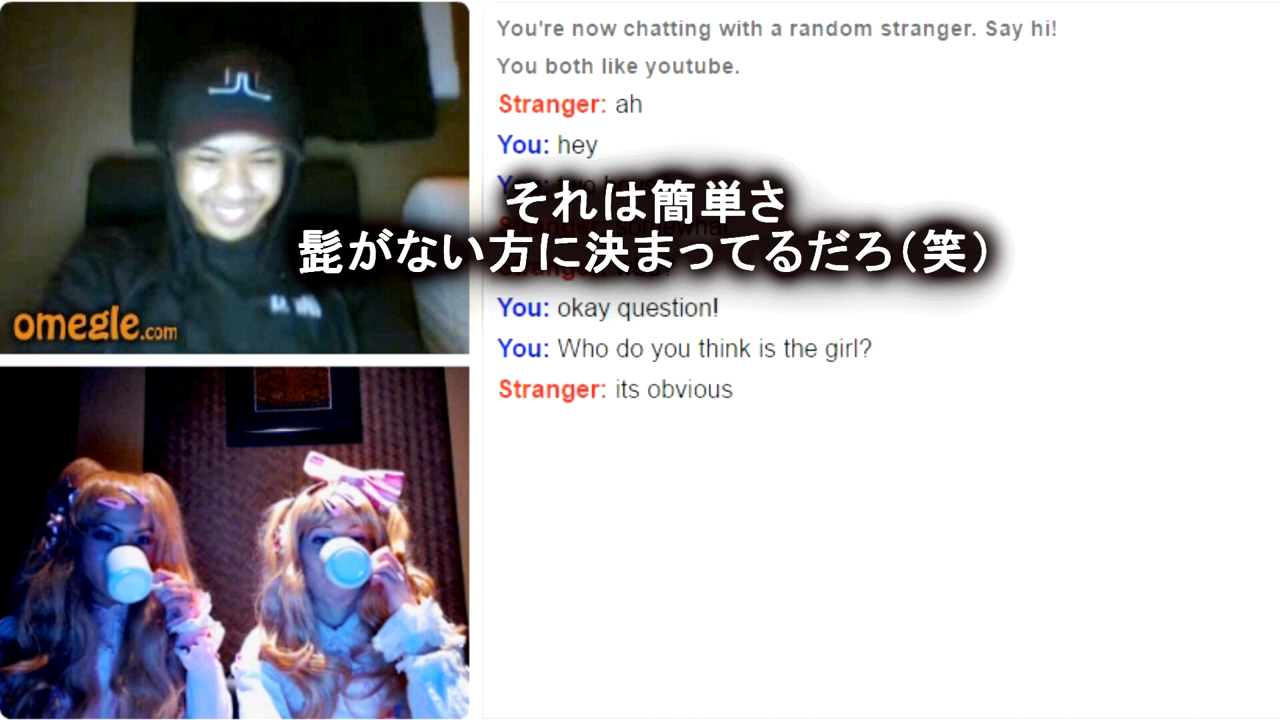 You're now chatting with a random stranger. Say hi!
You both like youtube.
Stranger: ah
You: hey
それは簡単さ
somewhat
髭がない方に決まってるだろ（笑）
You: okay question!
You: Who do you think is the girl?
Stranger: its obvious
omegle.com